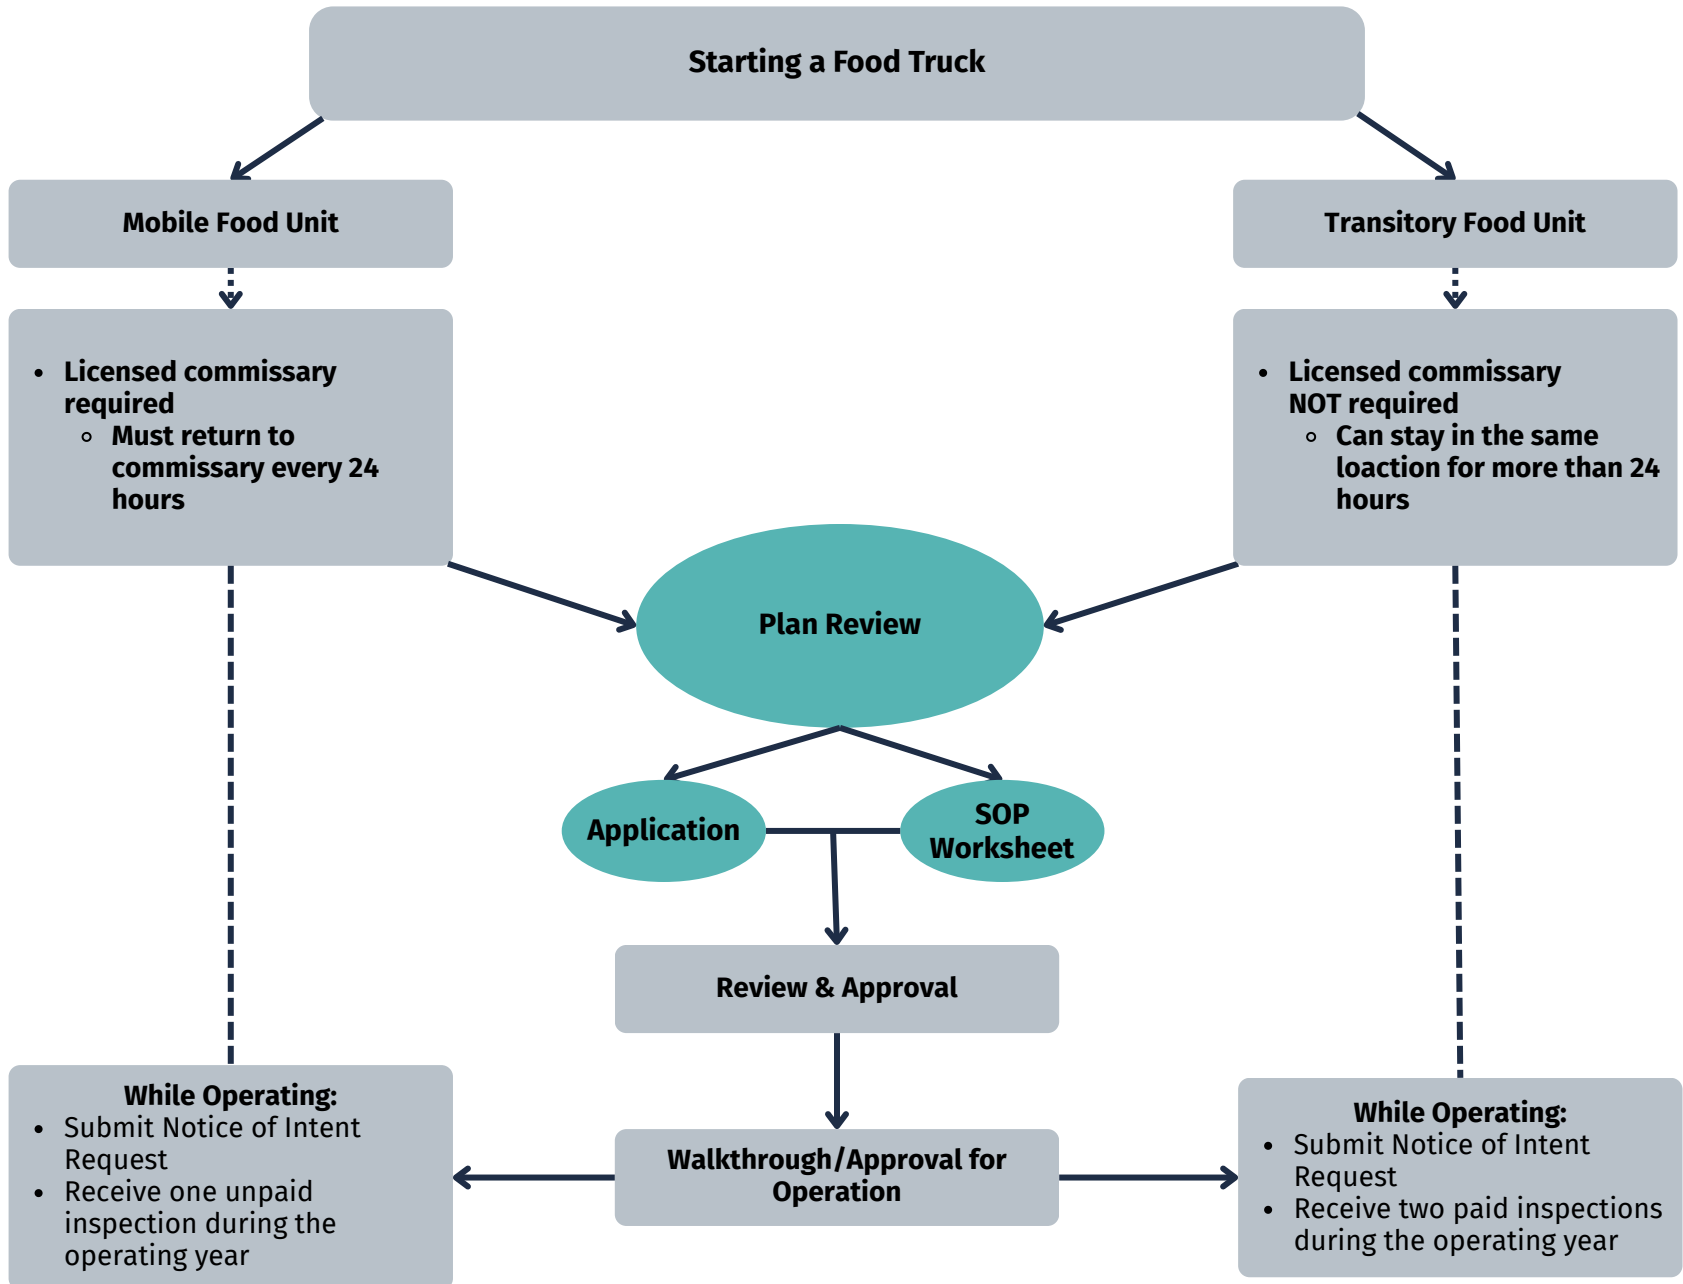 Starting a Food Truck
Mobile Food Unit
Transitory Food Unit
• Licensed commissary
required
◦ Must return to
commissary every 24
hours
• Licensed commissary
NOT required
◦ Can stay in the same
loaction for more than 24
hours
Plan Review
Application
SOP
Worksheet
Review & Approval
Walkthrough/Approval for
Operation
While Operating:
• Submit Notice of Intent
Request
• Receive one unpaid
inspection during the
operating year
While Operating:
• Submit Notice of Intent
Request
• Receive two paid inspections
during the operating year